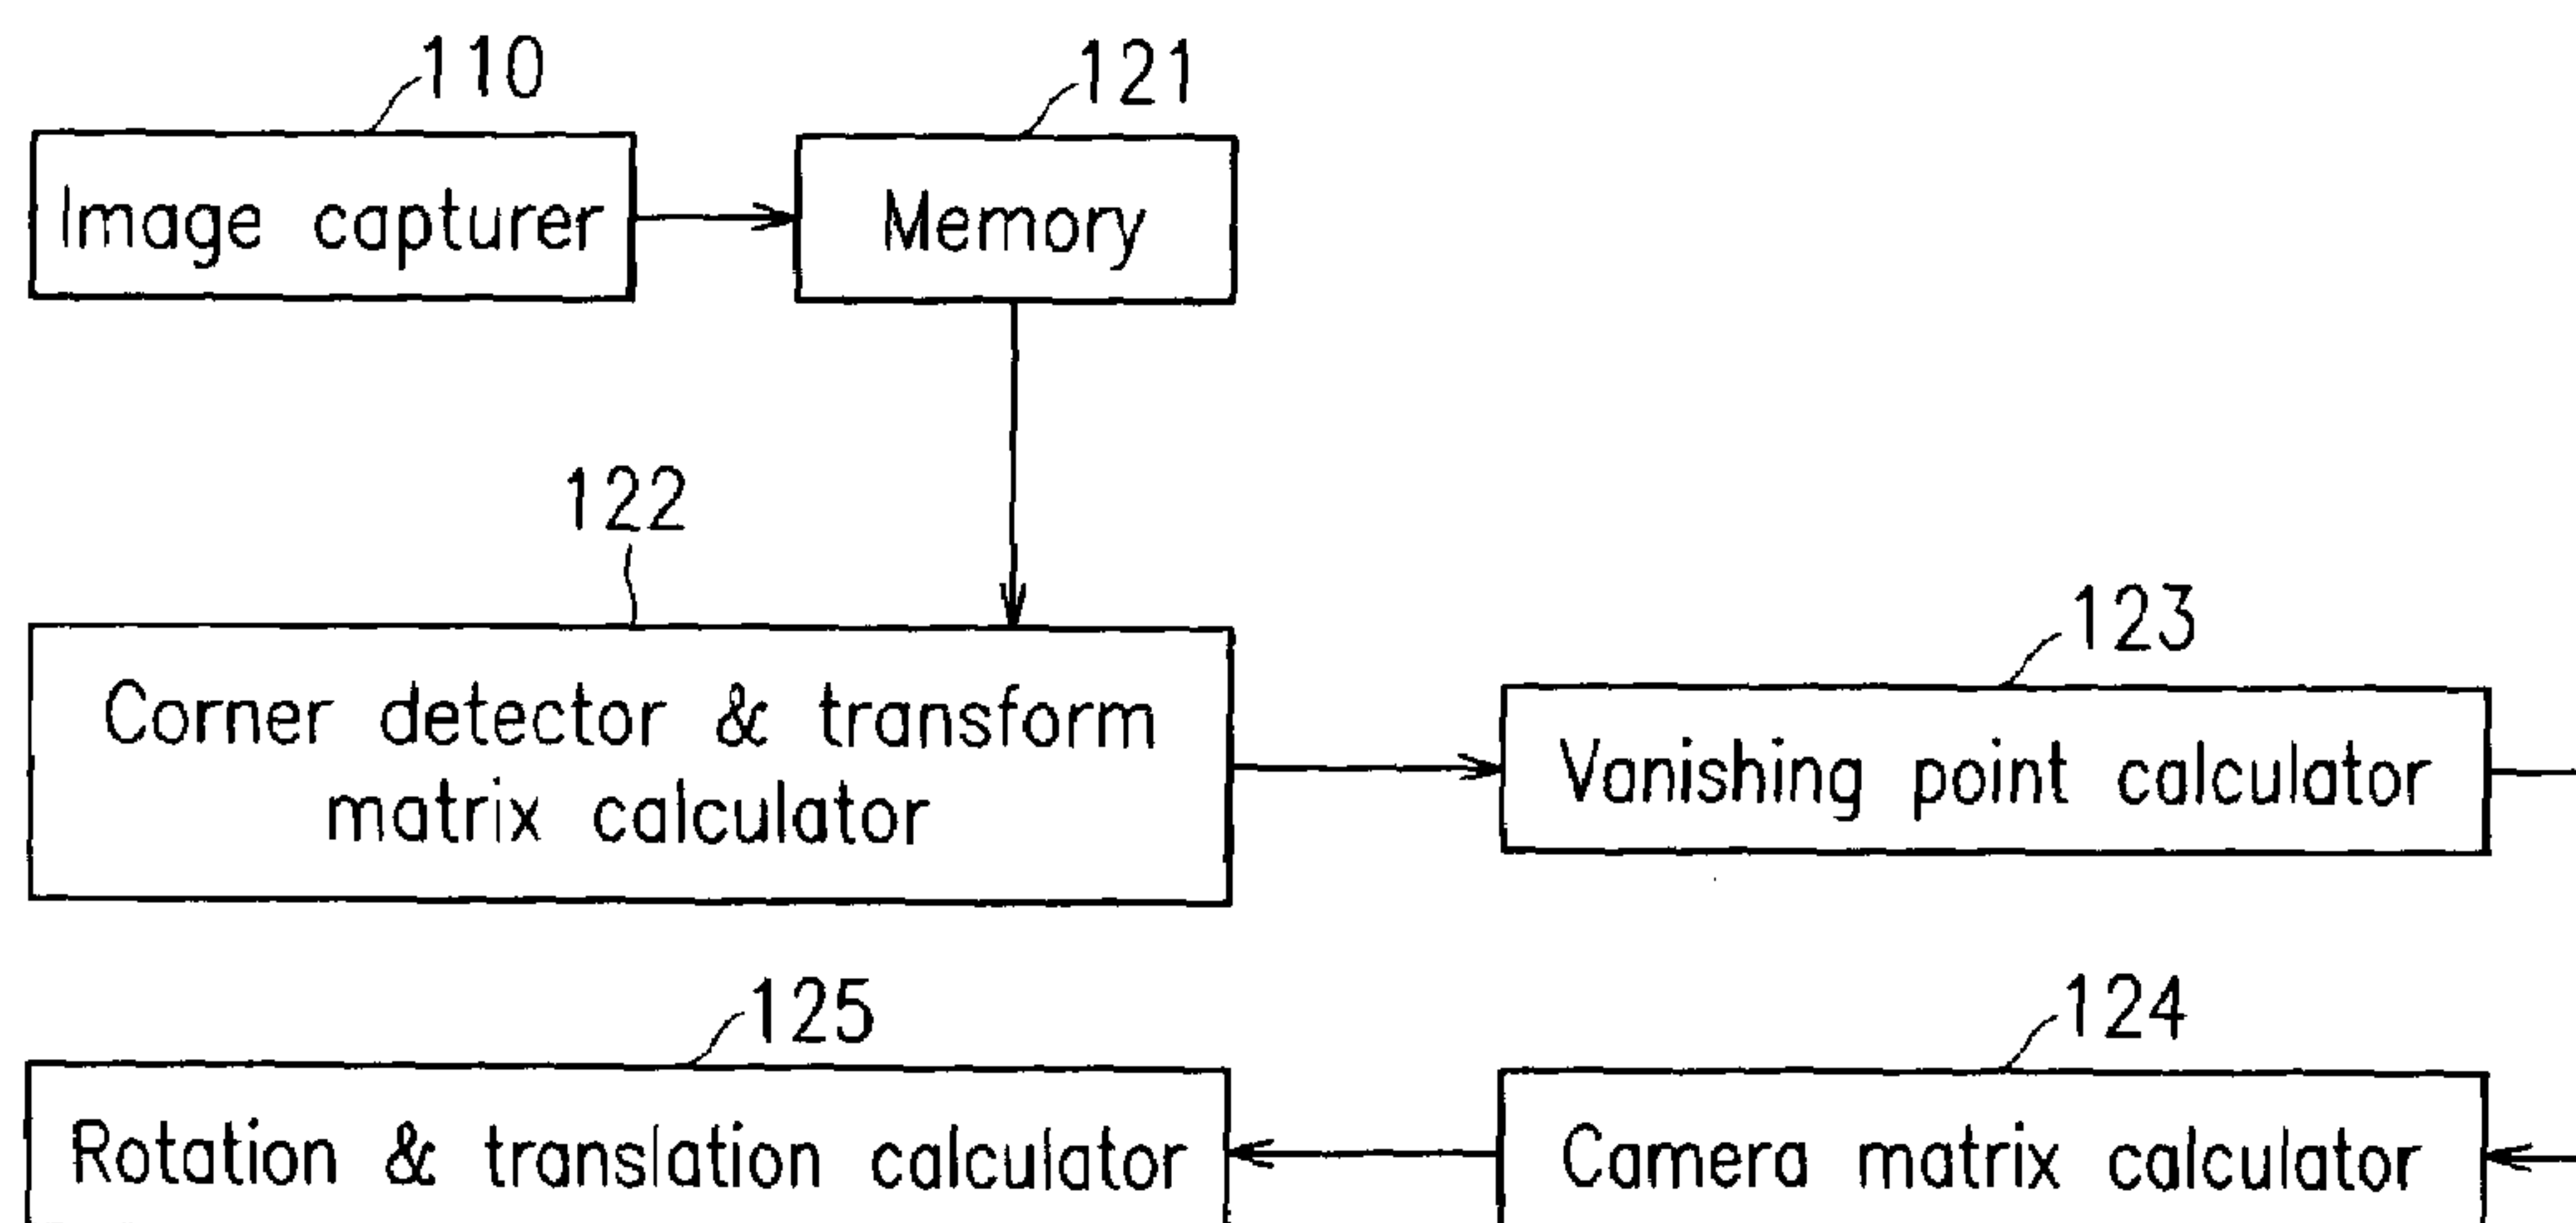 110
121
Image capturer
Memory
122
123
Corner detector & transform
matrix calculator
Vanishing point calculator
125
124
Rotation & translation calculator
Camera matrix calculator